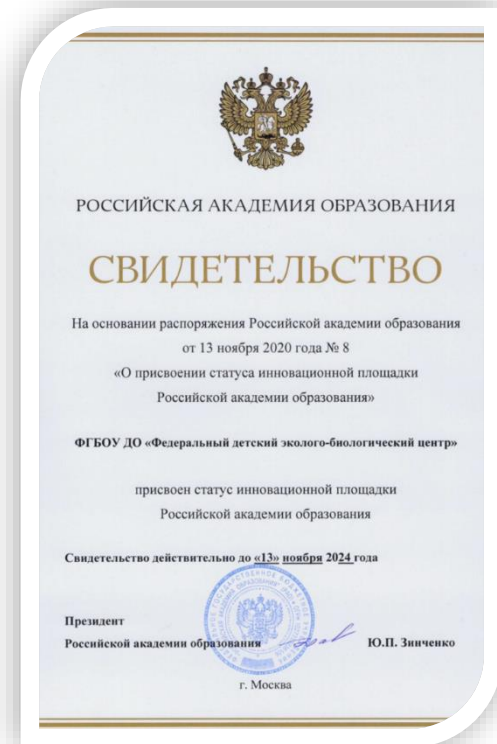 РОССИЙСКАЯ АКАДЕМИЯ ОБРАЗОВАНИЯ
СВИДЕТЕЛЬСТВО
На основании распоряжения Российской академии образования
от 13 ноября 2020 года № 8
«О присвоении статуса инновационной площадки
Российской академии образования»
ФГБОУ ДО «Федеральный детский эколого-биологический центр»
присвоен статус инновационной площадки
Российской академии образования
Свидетельство действительно до «13» ноября 2024 года
Президент
Российской академии образования Ю.П. Зинченко
г. Москва